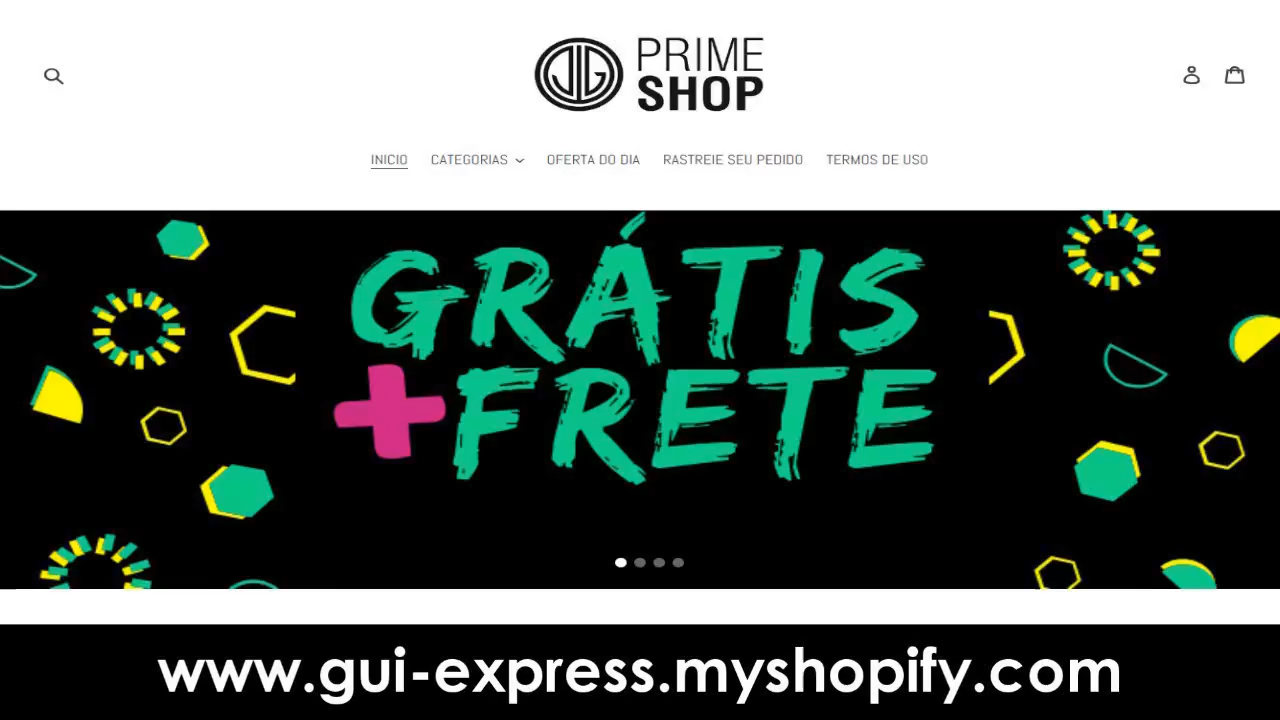 JG PRIME
SHOP
INICIO CATEGORIAS OFERTA DO DIA RASTREIE SEU PEDIDO TERMOS DE USO
GRÁTIS
+FRETE
www.gui-express.myshopify.com